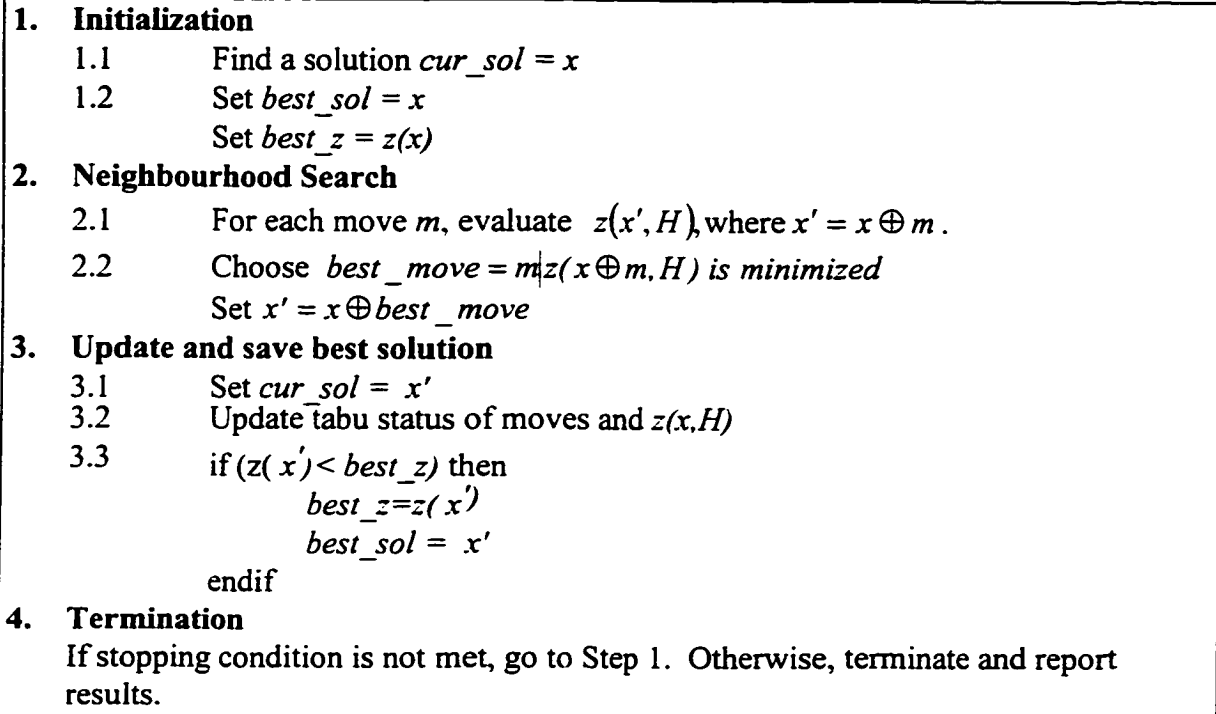 1. Initialization
1.1 Find a solution cur_sol = x
1.2 Set best_sol = x
Set best_z = z(x)
2. Neighbourhood Search
2.1 For each move m, evaluate z(x', H), where x' = x ⊕ m .
2.2 Choose best_move = m|z(x⊕m, H) is minimized
Set x' = x⊕best_move
3. Update and save best solution
3.1 Set cur_sol = x'
3.2 Update tabu status of moves and z(x,H)
3.3 if (z( x')< best_z) then
best_z=z( x')
best_sol = x'
endif
4. Termination
If stopping condition is not met, go to Step 1. Otherwise, terminate and report
results.